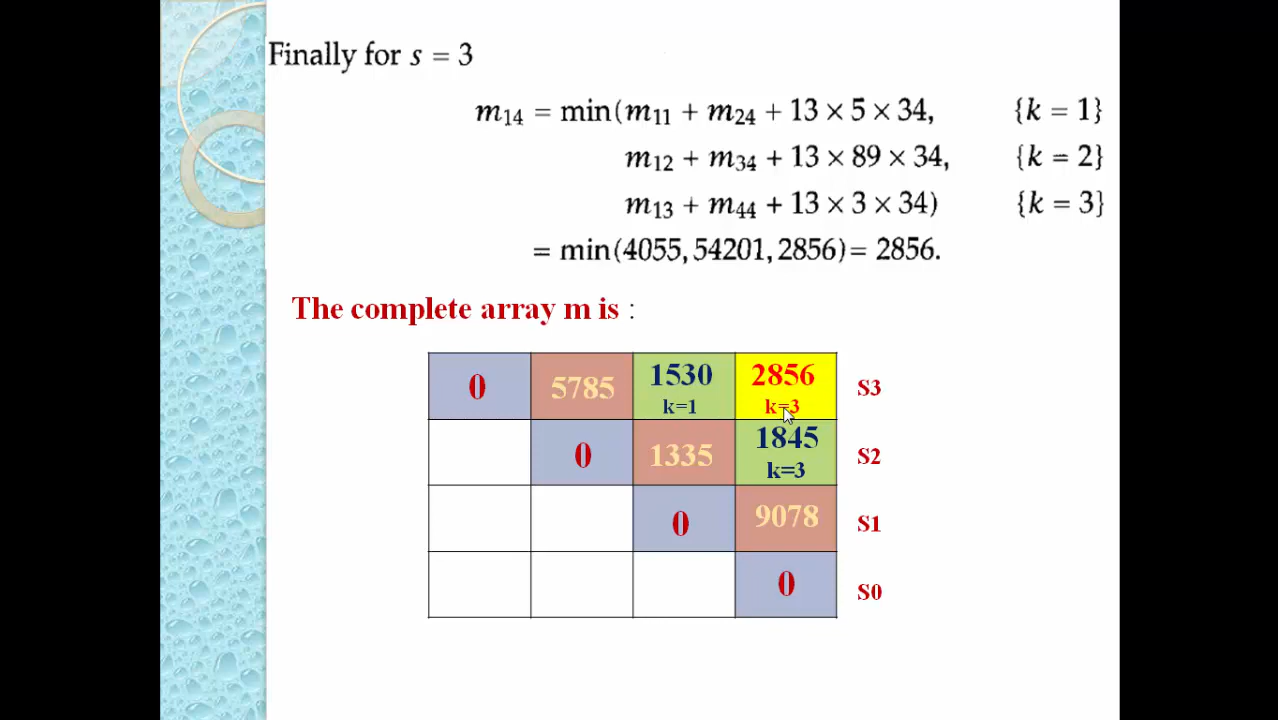 Finally for s = 3
m₁₄ = min(m₁₁ + m₂₄ + 13 × 5 × 34, {k = 1}
m₁₂ + m₃₄ + 13 × 89 × 34, {k = 2}
m₁₃ + m₄₄ + 13 × 3 × 34) {k = 3}
= min(4055, 54201, 2856) = 2856.
The complete array m is :
0 5785 1530 k=1 2856 k=3 S3
0 1335 1845 k=3 S2
0 9078 S1
0 S0